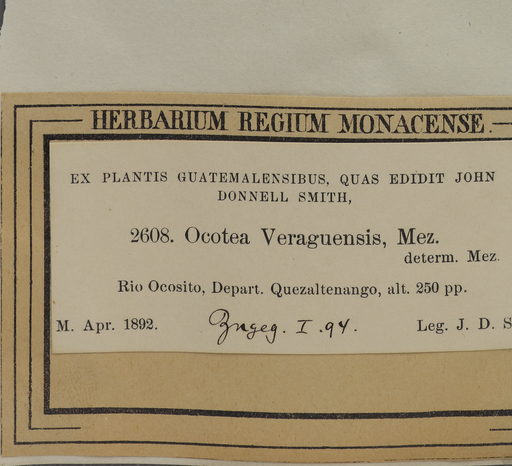 HERBARIUM REGIUM MONACENSE.
EX PLANTIS GUATEMALENSIBUS, QUAS EDIDIT JOHN
DONNELL SMITH,
2608. Ocotea Veraguensis, Mez.
determ. Mez.
Rio Ocosito, Depart. Quezaltenango, alt. 250 pp.
M. Apr. 1892. Zugeg. I. 94. Leg. J. D. S